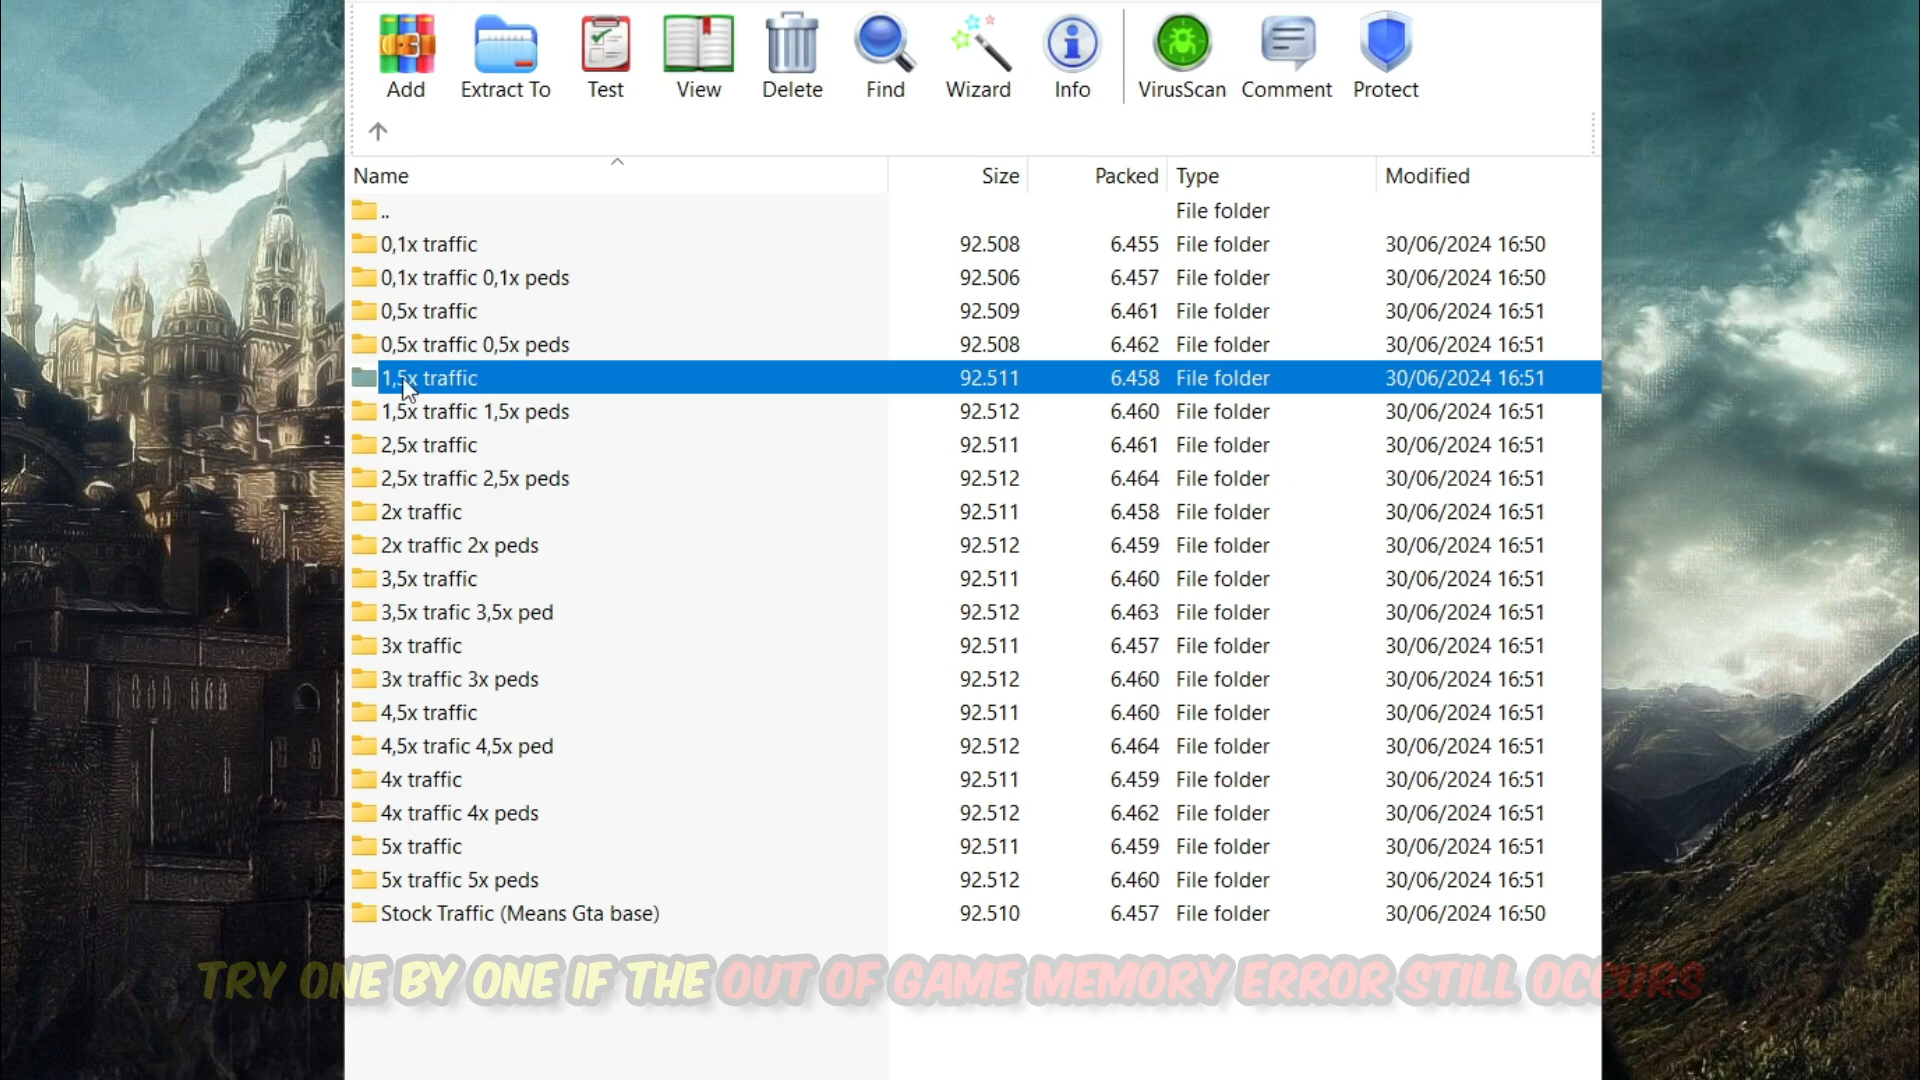 Add Extract To Test View Delete Find Wizard Info VirusScan Comment Protect
Name Size Packed Type Modified
.. File folder
0,1x traffic 92.508 6.455 File folder 30/06/2024 16:50
0,1x traffic 0,1x peds 92.506 6.457 File folder 30/06/2024 16:50
0,5x traffic 92.509 6.461 File folder 30/06/2024 16:51
0,5x traffic 0,5x peds 92.508 6.462 File folder 30/06/2024 16:51
1,5x traffic 92.511 6.458 File folder 30/06/2024 16:51
1,5x traffic 1,5x peds 92.512 6.460 File folder 30/06/2024 16:51
2,5x traffic 92.511 6.461 File folder 30/06/2024 16:51
2,5x traffic 2,5x peds 92.512 6.464 File folder 30/06/2024 16:51
2x traffic 92.511 6.458 File folder 30/06/2024 16:51
2x traffic 2x peds 92.512 6.459 File folder 30/06/2024 16:51
3,5x traffic 92.511 6.460 File folder 30/06/2024 16:51
3,5x trafic 3,5x ped 92.512 6.463 File folder 30/06/2024 16:51
3x traffic 92.511 6.457 File folder 30/06/2024 16:51
3x traffic 3x peds 92.512 6.460 File folder 30/06/2024 16:51
4,5x traffic 92.511 6.460 File folder 30/06/2024 16:51
4,5x trafic 4,5x ped 92.512 6.464 File folder 30/06/2024 16:51
4x traffic 92.511 6.459 File folder 30/06/2024 16:51
4x traffic 4x peds 92.512 6.462 File folder 30/06/2024 16:51
5x traffic 92.511 6.459 File folder 30/06/2024 16:51
5x traffic 5x peds 92.512 6.460 File folder 30/06/2024 16:51
Stock Traffic (Means Gta base) 92.510 6.457 File folder 30/06/2024 16:50
TRY ONE BY ONE IF THE OUT OF GAME MEMORY ERROR STILL OCCURS